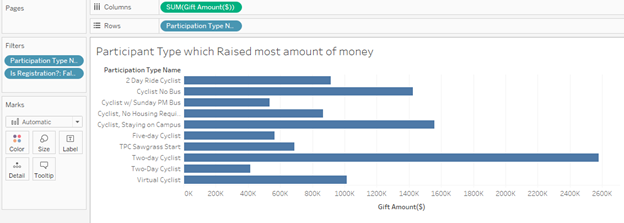 Pages
Columns
SUM(Gift Amount($))
Rows
Participation Type N..
Filters
Participation Type N..
Is Registration?: Fal..
Marks
Automatic
Color
Size
Label
Detail
Tooltip
Participant Type which Raised most amount of money
Participation Type Name
2 Day Ride Cyclist
Cyclist No Bus
Cyclist w/ Sunday PM Bus
Cyclist, No Housing Requi..
Cyclist, Staying on Campus
Five-day Cyclist
TPC Sawgrass Start
Two-day Cyclist
Two-Day Cyclist
Virtual Cyclist
0K 200K 400K 600K 800K 1000K 1200K 1400K 1600K 1800K 2000K 2200K 2400K 2600K
Gift Amount($)